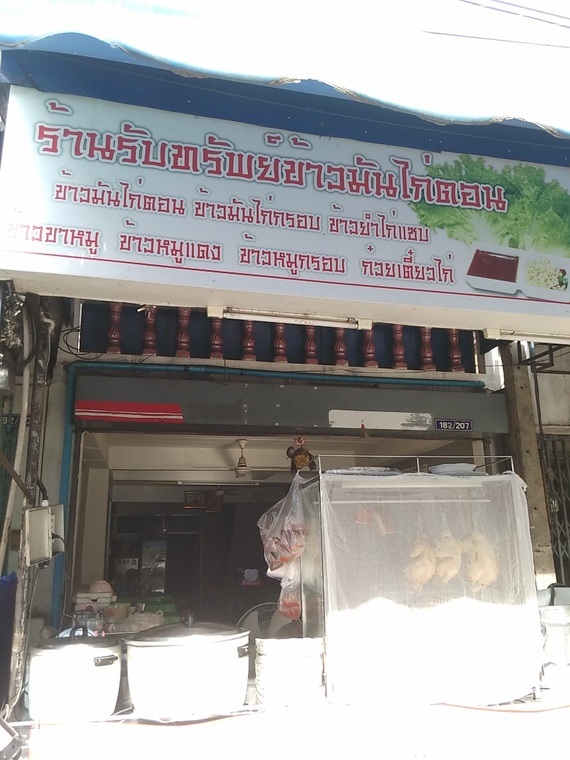 ร้านรับทรัพย์ข้าวมันไก่ตอน
ข้าวมันไก่ตอน ข้าวมันไก่กรอบ ข้าวยำไก่แซบ
ข้าวขาหมู ข้าวหมูแดง ข้าวหมูกรอบ ก๋วยเตี๋ยวไก่
182/207